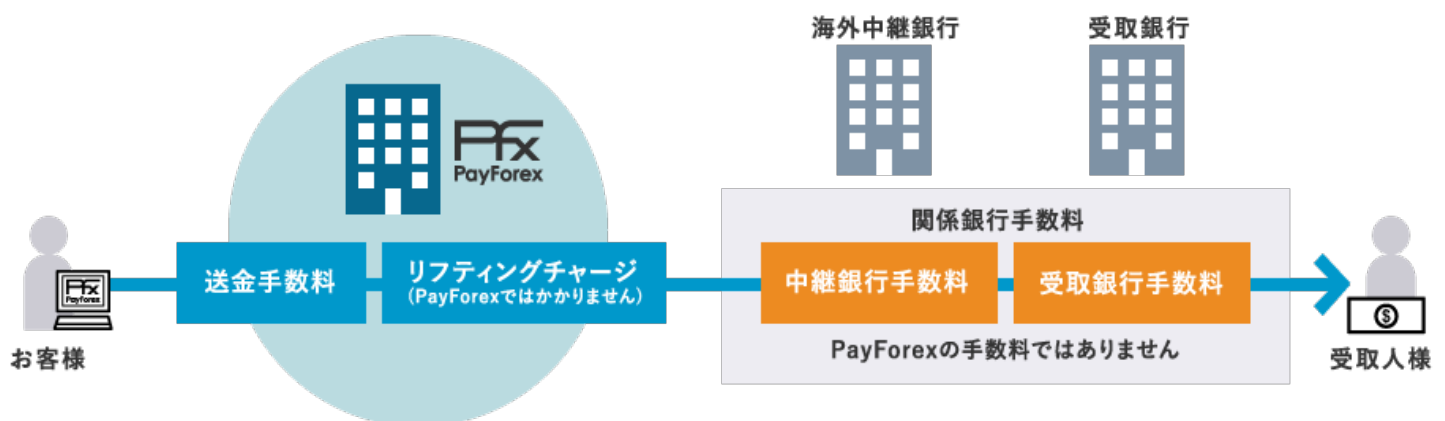 海外中継銀行
受取銀行
Pfx
PayForex
関係銀行手数料
送金手数料
リフティングチャージ
(PayForexではかかりません)
中継銀行手数料
受取銀行手数料
Pfx
Payforex
$
PayForexの手数料ではありません
お客様
受取人様